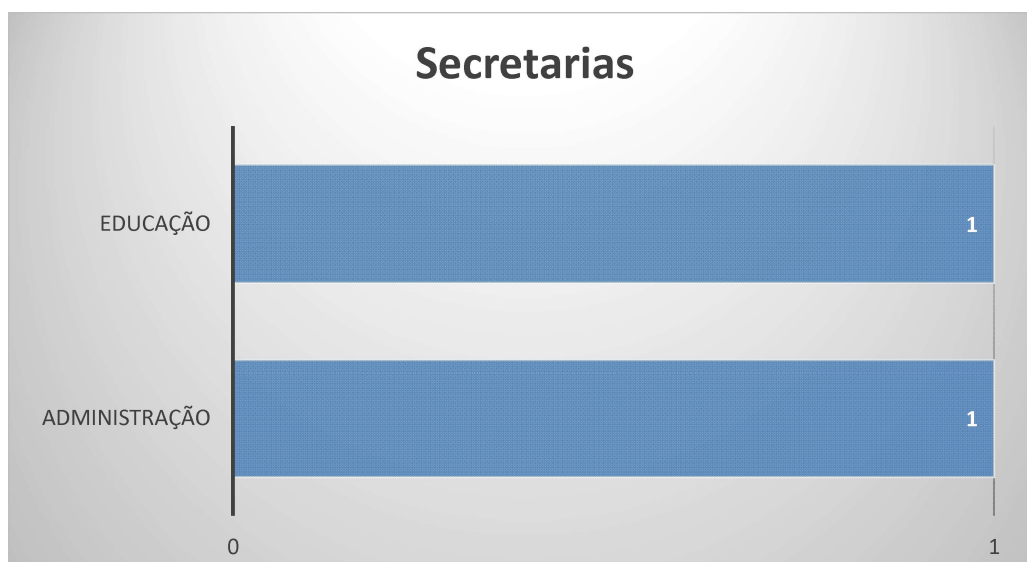 Secretarias
EDUCAÇÃO
1
ADMINISTRAÇÃO
1
0
1